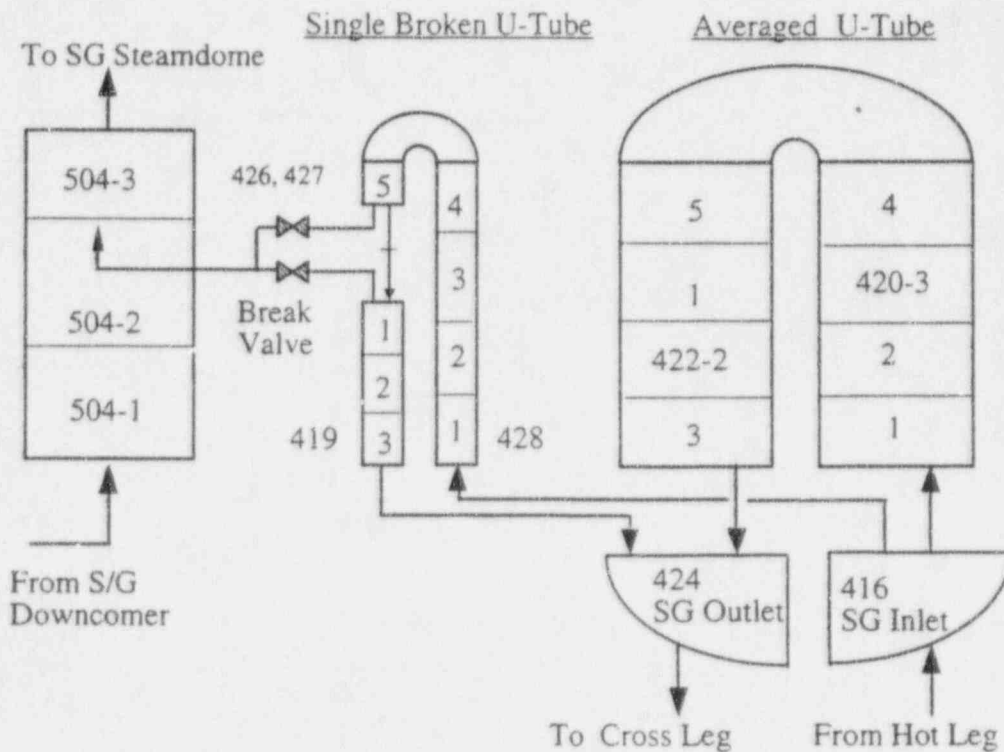 Single Broken U-Tube
Averaged U-Tube
To SG Steamdome
504-3
504-2
504-1
From S/G
Downcomer
426, 427
Break
Valve
5
4
3
2
1
1
2
3
419
428
5
1
422-2
3
4
420-3
2
1
424
SG Outlet
416
SG Inlet
To Cross Leg
From Hot Leg